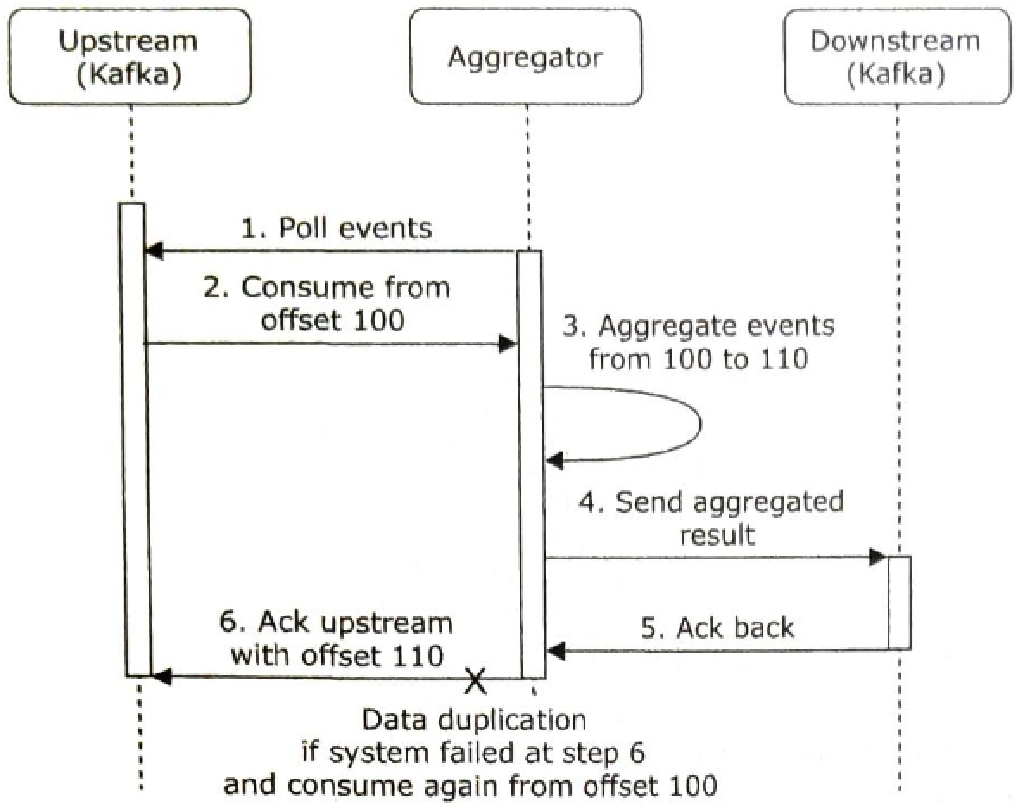 Upstream
(Kafka)
Aggregator
Downstream
(Kafka)
1. Poll events
2. Consume from
offset 100
3. Aggregate events
from 100 to 110
4. Send aggregated
result
5. Ack back
6. Ack upstream
with offset 110
X
Data duplication
if system failed at step 6
and consume again from offset 100